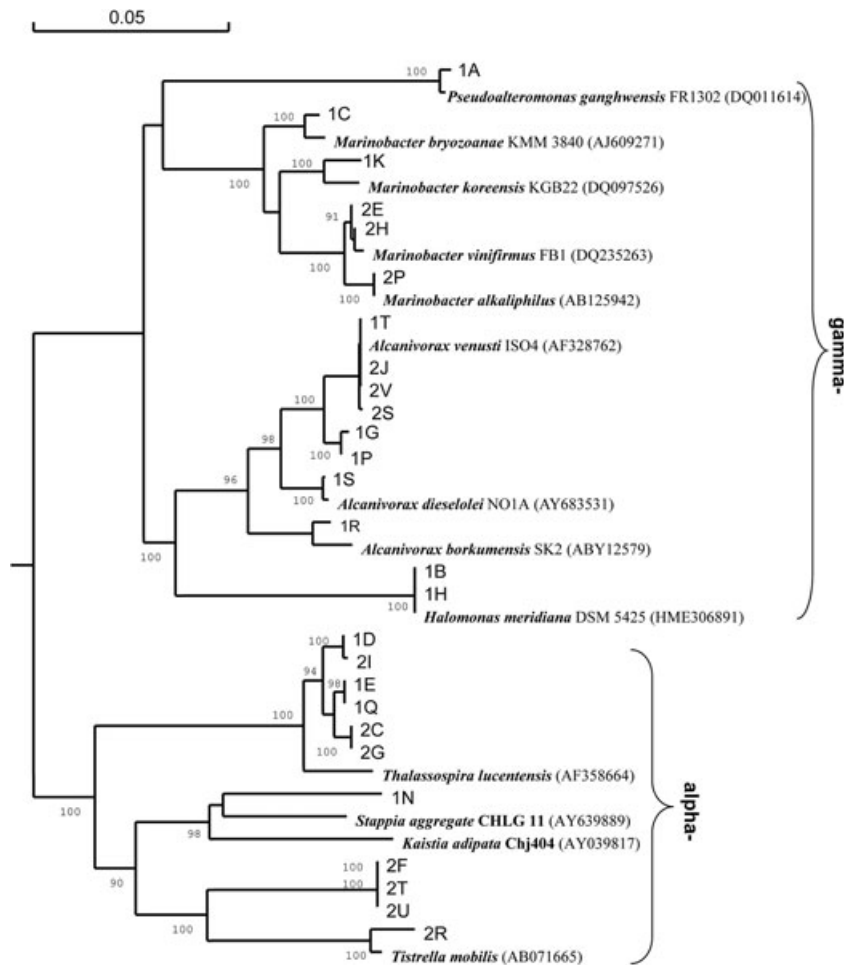 0.05
100 1A
Pseudoalteromonas ganghwensis FR1302 (DQ011614)
100 1C
Marinobacter bryozoanae KMM 3840 (AJ609271)
100
100 1K
Marinobacter koreensis KGB22 (DQ097526)
91 2E
2H
Marinobacter vinifirmus FB1 (DQ235263)
100
2P
100 Marinobacter alkaliphilus (AB125942)
1T
Alcanivorax venusti ISO4 (AF328762)
2J
2V
100
2S
98 1G
100 1P
96 1S
100 Alcanivorax dieselolei NO1A (AY683531)
1R
Alcanivorax borkumensis SK2 (ABY12579)
100
1B
1H
100 Halomonas meridiana DSM 5425 (HME306891)
gamma-
100 1D
2I
94 98 1E
1Q
100 2C
100 2G
Thalassospira lucentensis (AF358664)
1N
100
Stappia aggregate CHLG 11 (AY639889)
98 Kaistia adipata Chj404 (AY039817)
100 2F
100 2T
90
2U
100 2R
100 Tistrella mobilis (AB071665)
alpha-